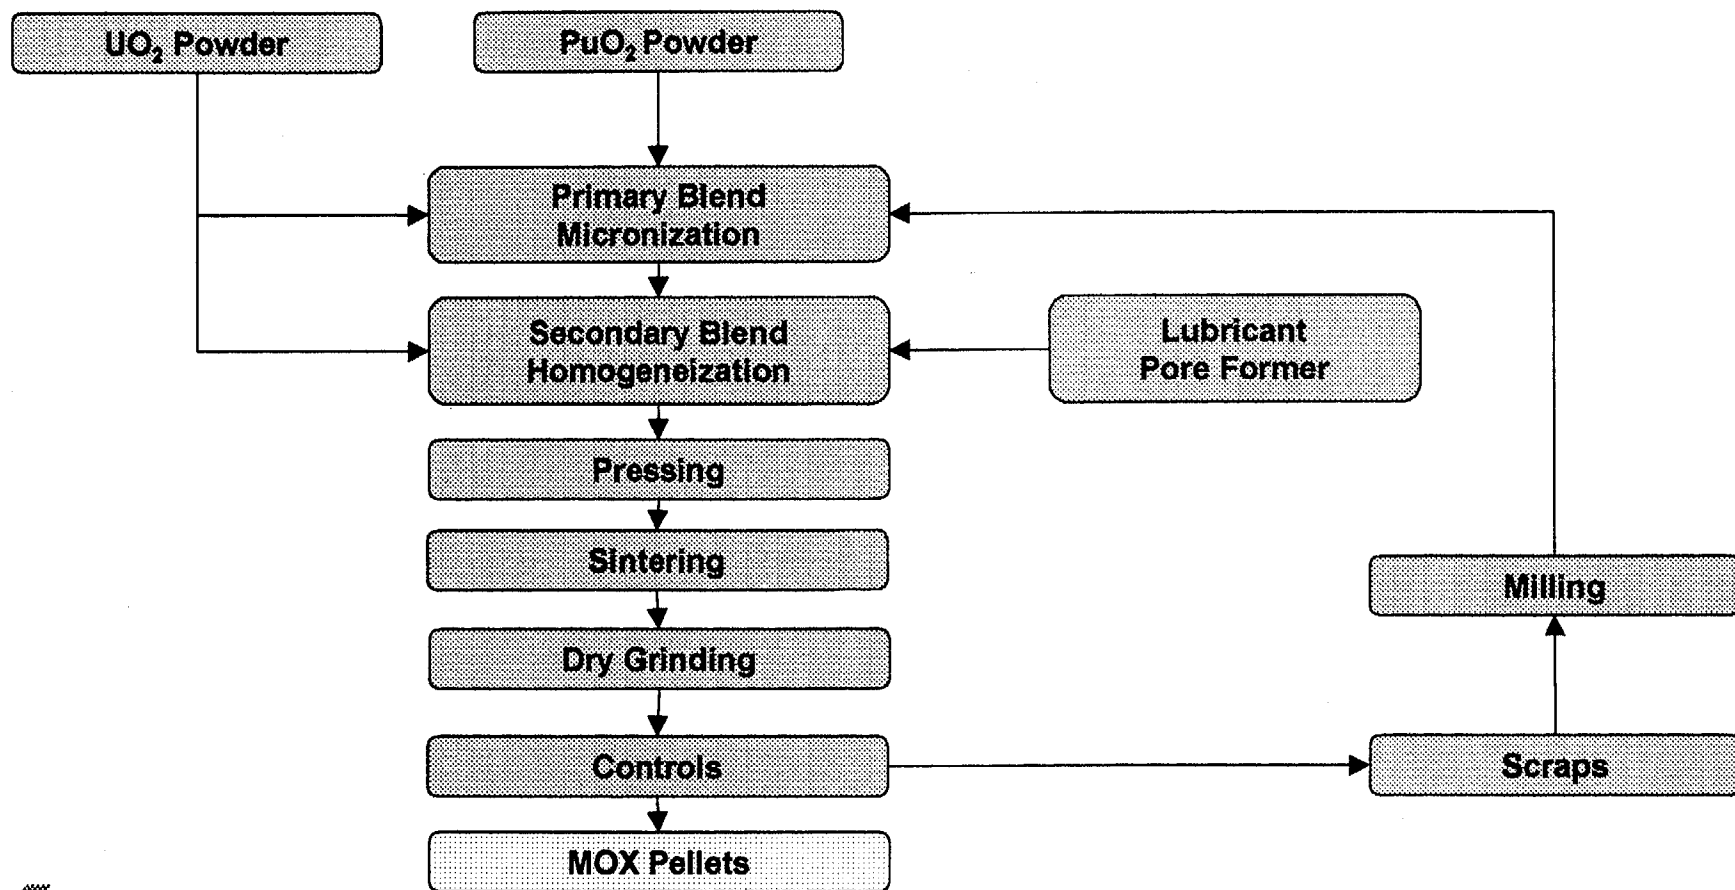 UO₂ Powder
PuO₂ Powder
Primary Blend
Micronization
Secondary Blend
Homogeneization
Lubricant
Pore Former
Pressing
Sintering
Milling
Dry Grinding
Controls
Scraps
MOX Pellets